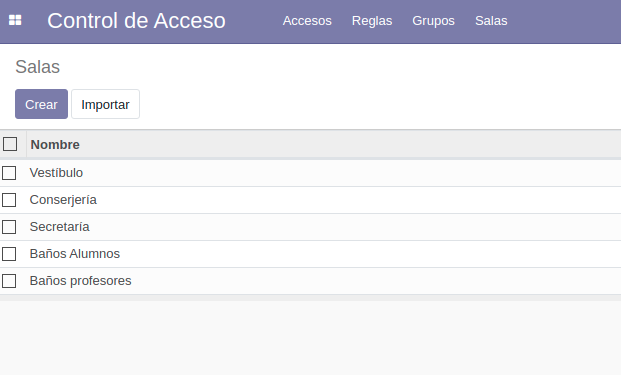 Control de Acceso Accesos Reglas Grupos Salas
Salas
Crear Importar
Nombre
Vestíbulo
Conserjería
Secretaría
Baños Alumnos
Baños profesores